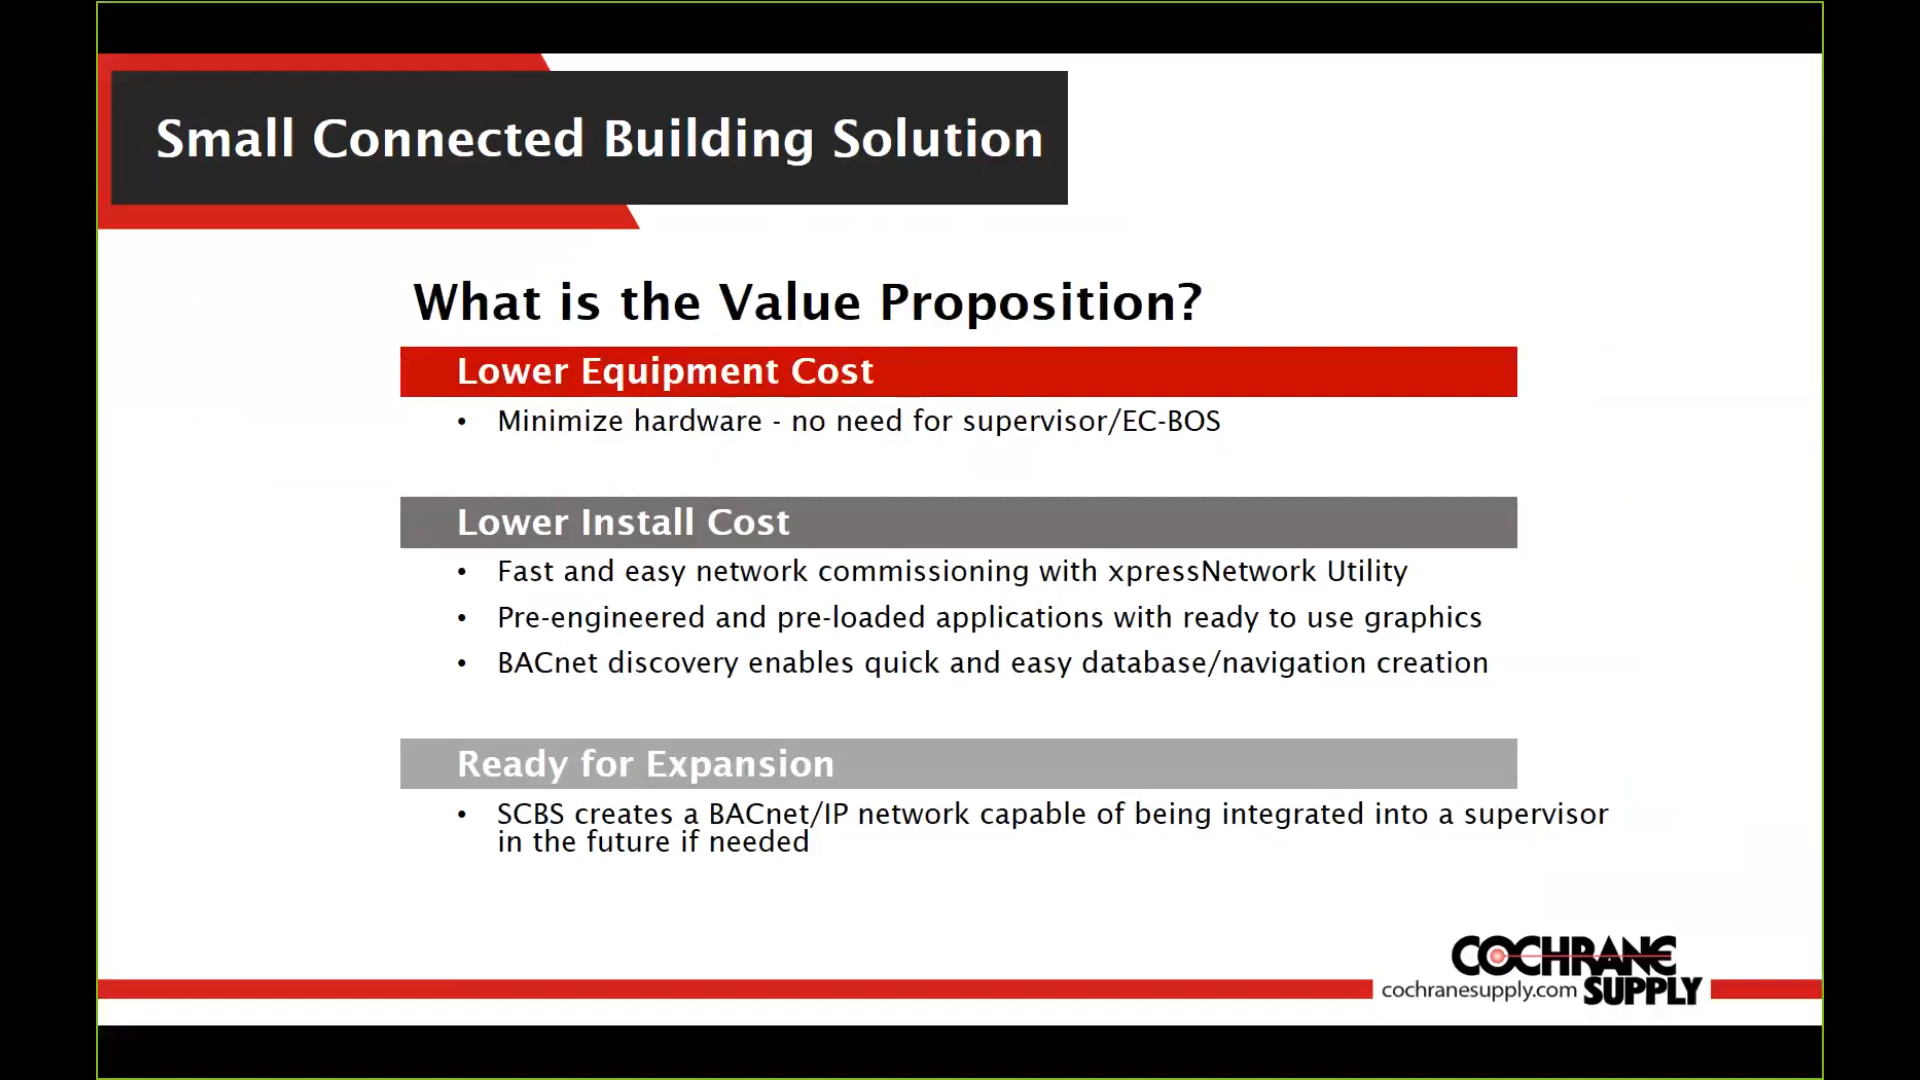 Small Connected Building Solution
What is the Value Proposition?
Lower Equipment Cost
• Minimize hardware - no need for supervisor/EC-BOS
Lower Install Cost
• Fast and easy network commissioning with xpressNetwork Utility
• Pre-engineered and pre-loaded applications with ready to use graphics
• BACnet discovery enables quick and easy database/navigation creation
Ready for Expansion
• SCBS creates a BACnet/IP network capable of being integrated into a supervisor
in the future if needed
COCHRANE
cochranesupply.com SUPPLY